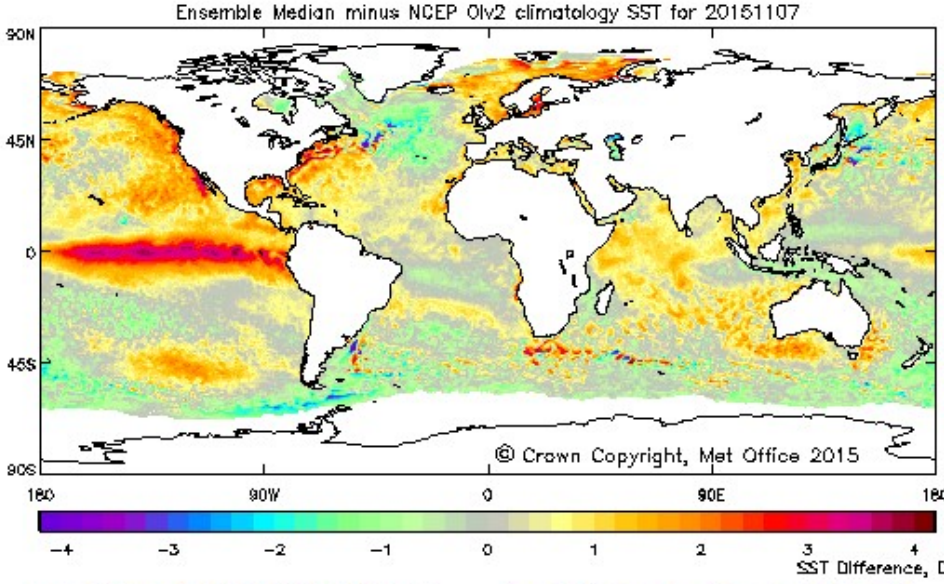 Ensemble Median minus NCEP OIv2 climatology SST for 20151107
90N
45N
0
45S
90S
© Crown Copyright, Met Office 2015
180 90W 0 90E 180
-4 -3 -2 -1 0 1 2 3 4
SST Difference,